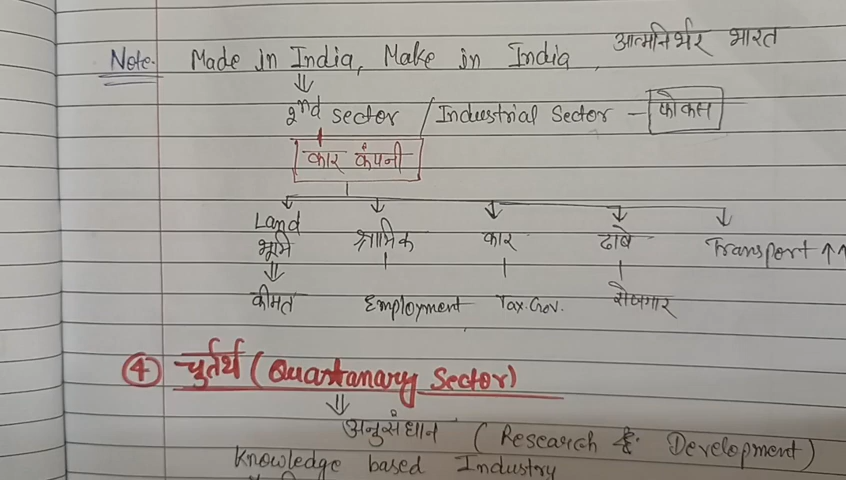 Note. Made in India, Make in India, आत्मनिर्भर भारत
⇓
2nd sector / Industrial Sector - फोकस
कार कंपनी
Land श्रमिक कार ढाबे Transport ↑↑
भूमि
⇓
कीमत Employment Tax. Gov. रोजगार
④ चुर्तथ (Quartanary Sector)
⇓
अनुसंधान (Research & Development)
Knowledge based Industry